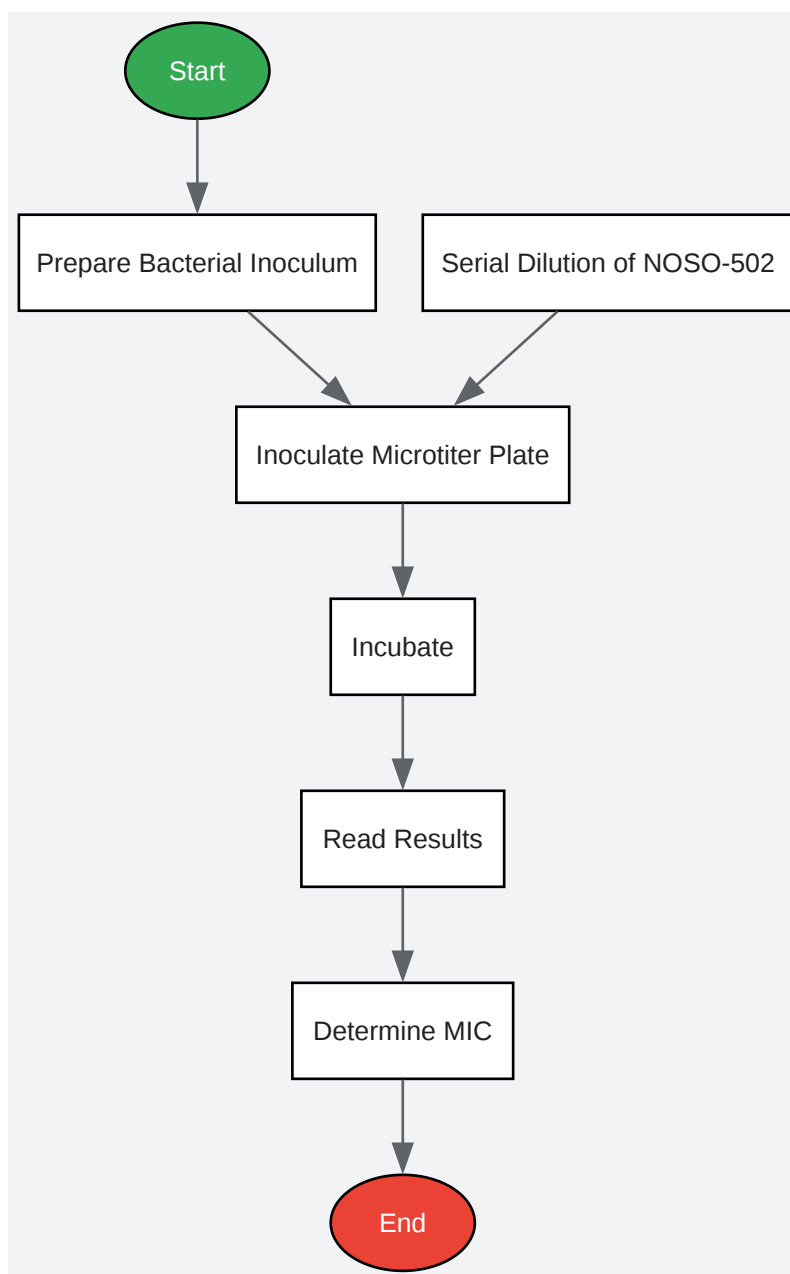 Start
Prepare Bacterial Inoculum
Serial Dilution of NOSO-502
Inoculate Microtiter Plate
Incubate
Read Results
Determine MIC
End